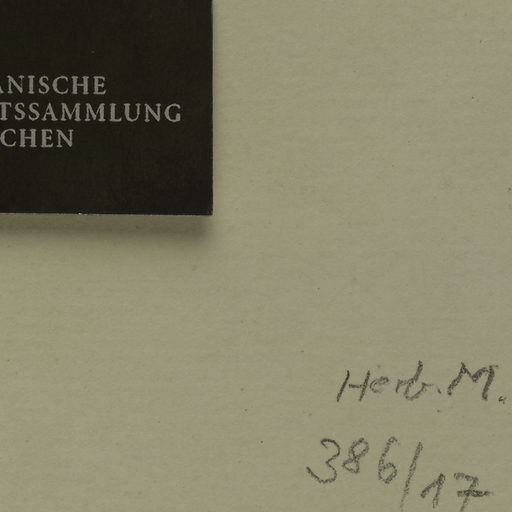 ANISCHE
TSSAMMLUNG
CHEN
Herb. M.
386/17